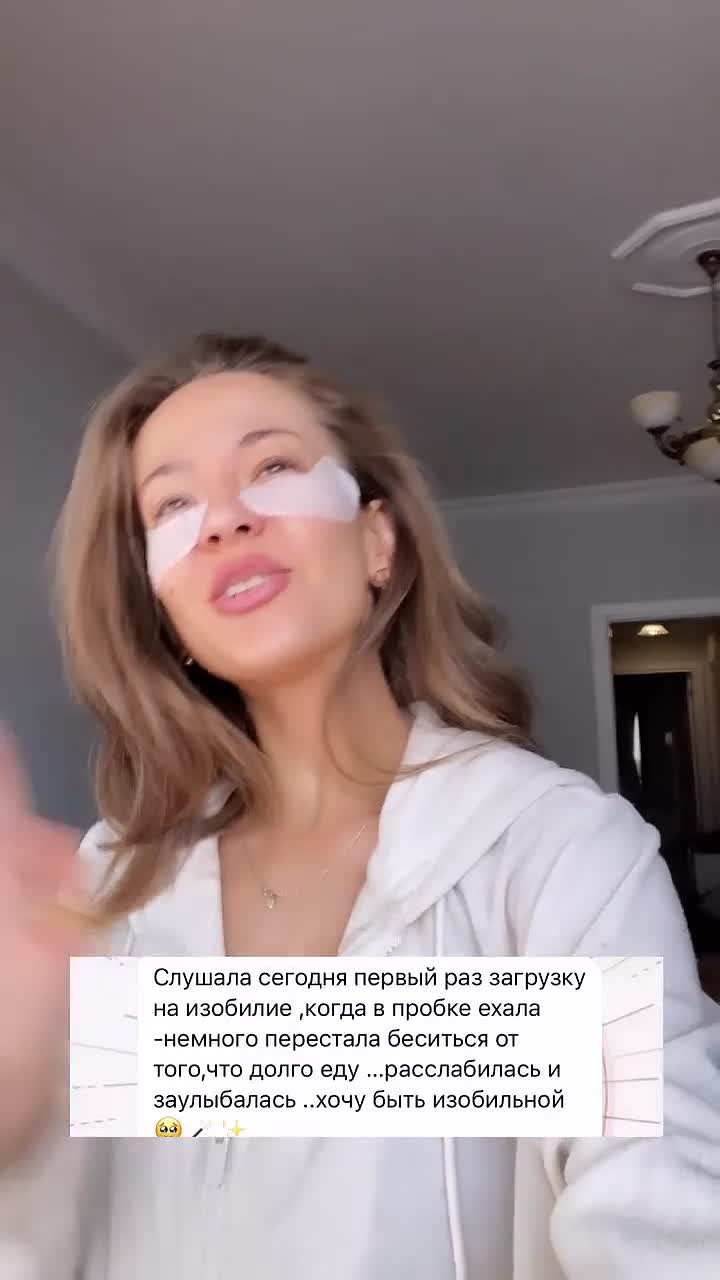 Слушала сегодня первый раз загрузку
на изобилие ,когда в пробке ехала
-немного перестала беситься от
того,что долго еду ...расслабилась и
заулыбалась ..хочу быть изобильной
🥹🪄✨